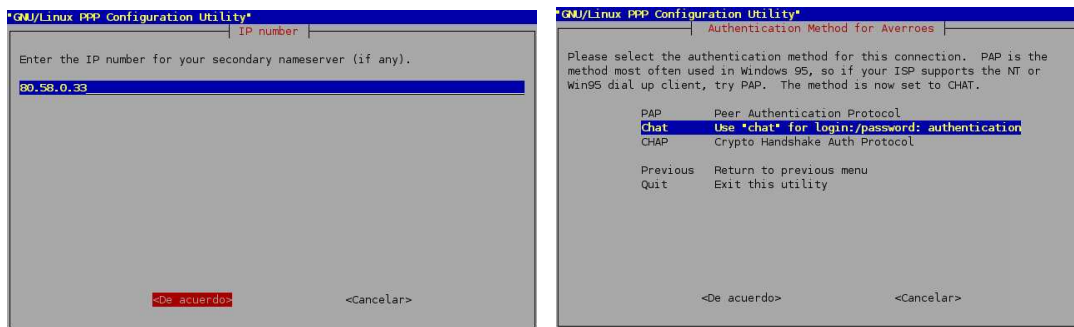 "GNU/Linux PPP Configuration Utility"
IP number
Enter the IP number for your secondary nameserver (if any).
80.58.0.33
<De acuerdo> <Cancelar>
"GNU/Linux PPP Configuration Utility"
Authentication Method for Averroes
Please select the authentication method for this connection. PAP is the
method most often used in Windows 95, so if your ISP supports the NT or
Win95 dial up client, try PAP. The method is now set to CHAT.
PAP Peer Authentication Protocol
Chat Use "chat" for login:/password: authentication
CHAP Crypto Handshake Auth Protocol
Previous Return to previous menu
Quit Exit this utility
<De acuerdo> <Cancelar>